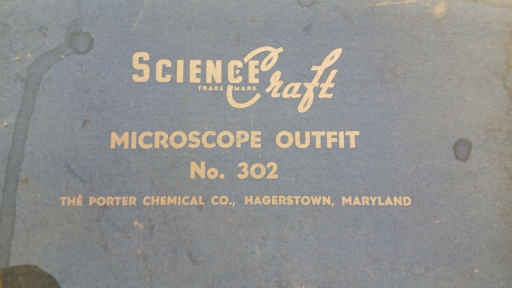 SCIENCE Craft
TRADE MARK
MICROSCOPE OUTFIT
No. 302
THE PORTER CHEMICAL CO., HAGERSTOWN, MARYLAND